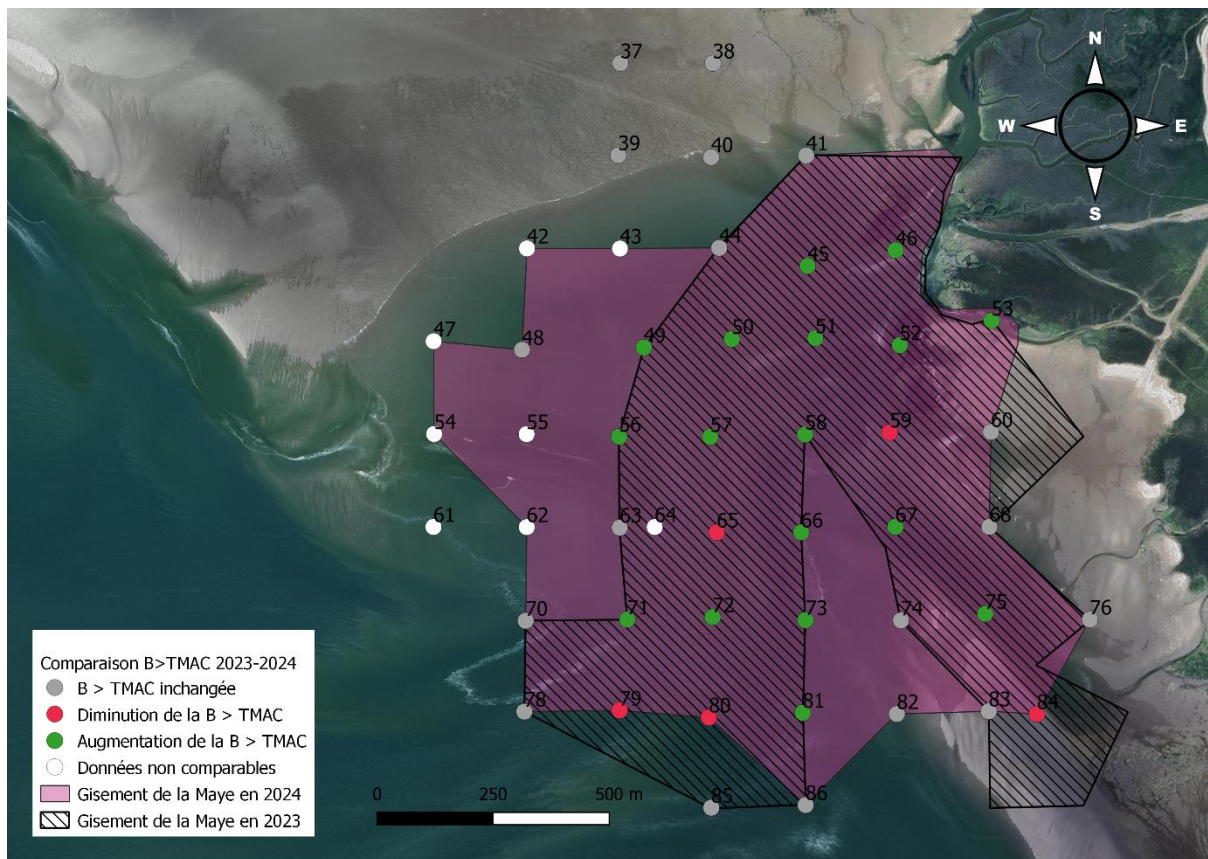 37 38
N
W E
S
39 40 41
42 43 44 45 46
47 48 49 50 51 52 53
54 55 56 57 58 59 60
61 62 63 64 65 66 67 68
70 71 72 73 74 75 76
78 79 80 81 82 83 84
85 86
Comparaison B>TMAC 2023-2024
B > TMAC inchangée
Diminution de la B > TMAC
Augmentation de la B > TMAC
Données non comparables
Gisement de la Maye en 2024
Gisement de la Maye en 2023
0 250 500 m